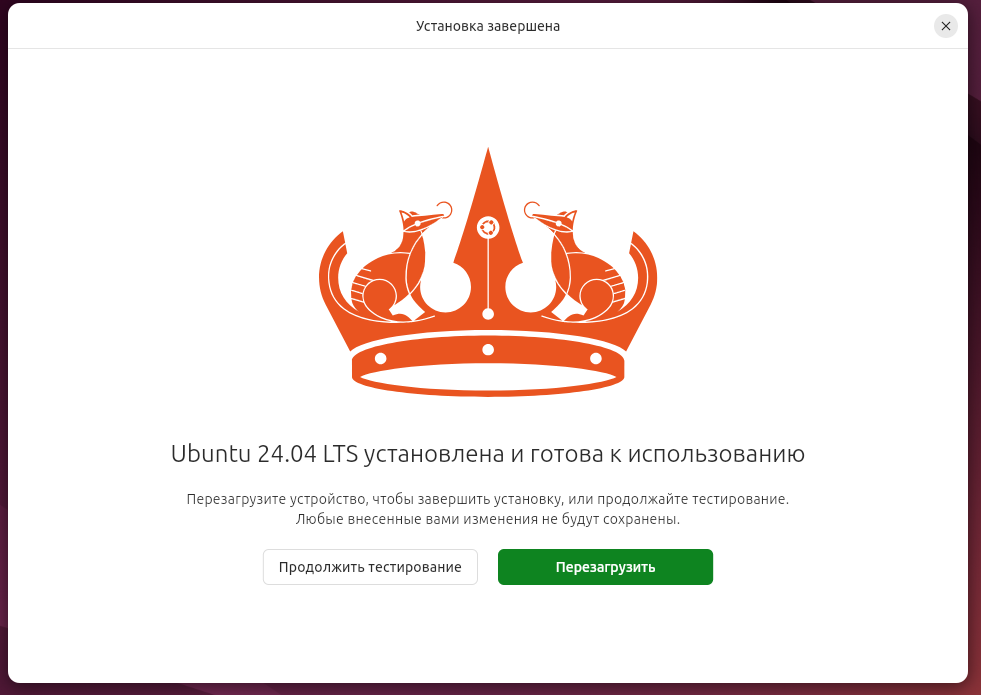 Установка завершена
Ubuntu 24.04 LTS установлена и готова к использованию
Перезагрузите устройство, чтобы завершить установку, или продолжайте тестирование.
Любые внесенные вами изменения не будут сохранены.
Продолжить тестирование
Перезагрузить